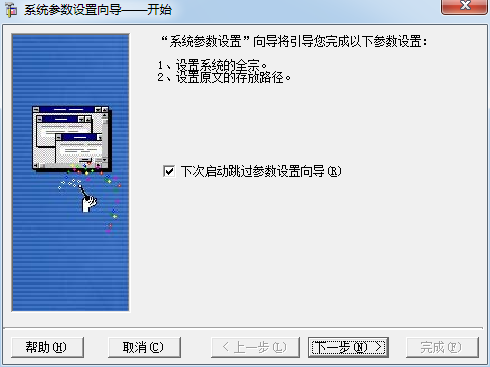 系统参数设置向导——开始
“系统参数设置”向导将引导您完成以下参数设置：
1、设置系统的全宗。
2、设置原文的存放路径。
下次启动跳过参数设置向导(R)
帮助(H) 取消(C) <上一步(L) 下一步(N)> 完成(F)